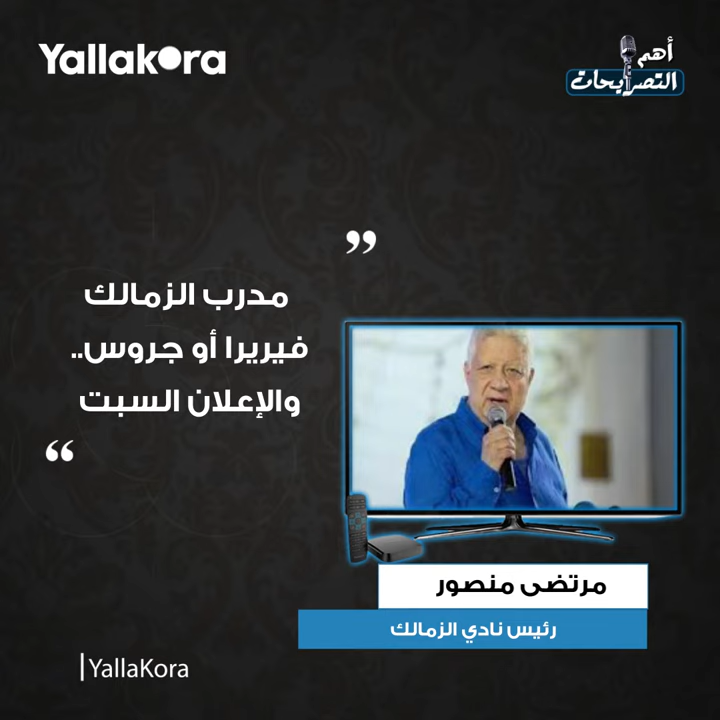 Yallakora
أهم
التصريحات
”
مدرب الزمالك
فيريرا أو جروس..
والإعلان السبت
“
مرتضى منصور
رئيس نادي الزمالك
|YallaKora